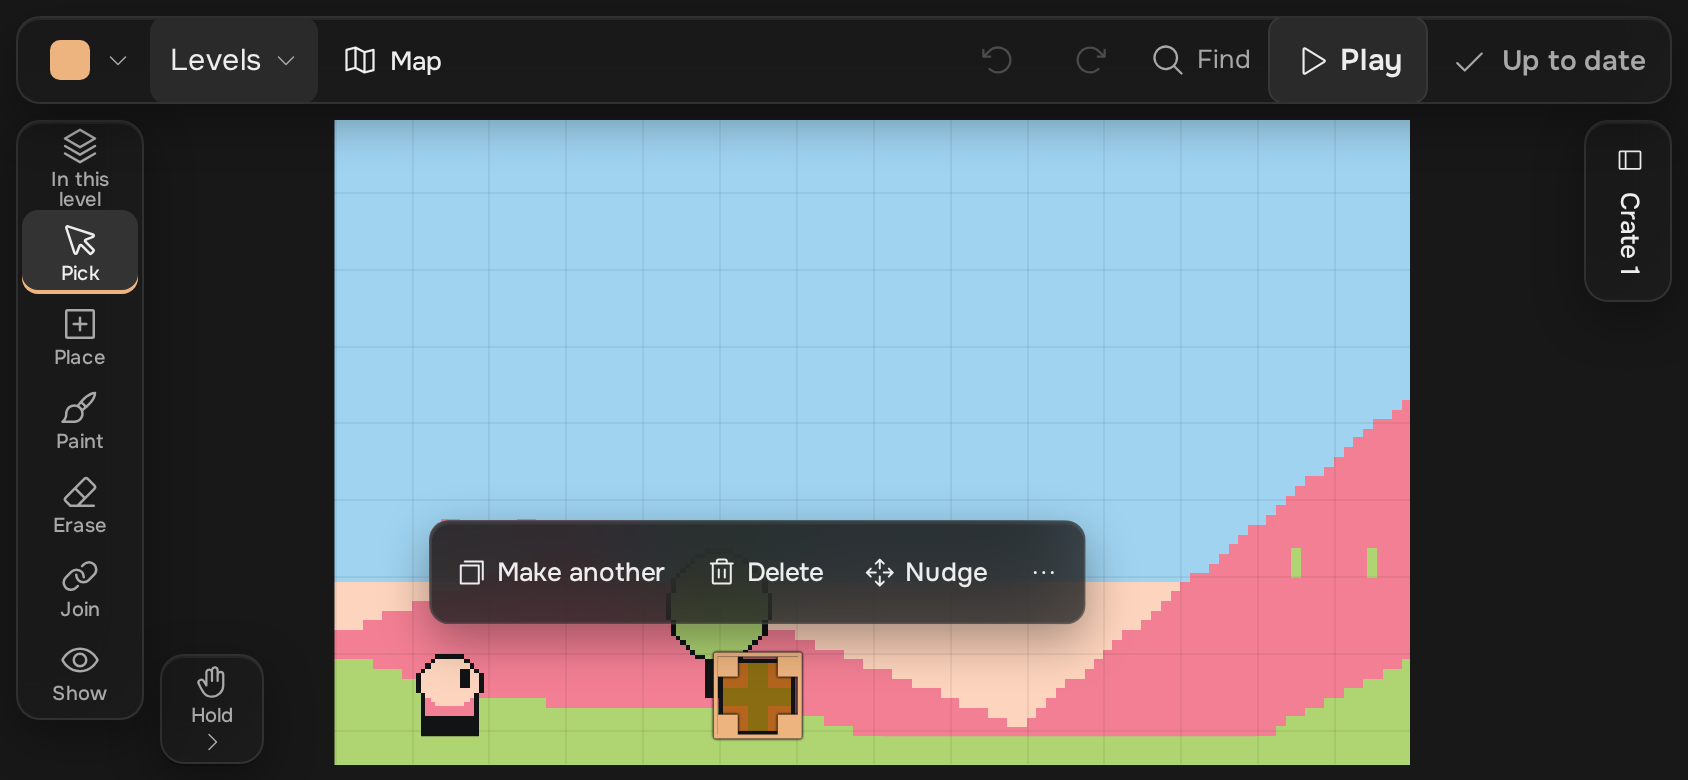 Levels
Map
Find
Play
Up to date
In this
level
Pick
Place
Paint
Erase
Join
Show
Hold
Make another
Delete
Nudge
Crate 1